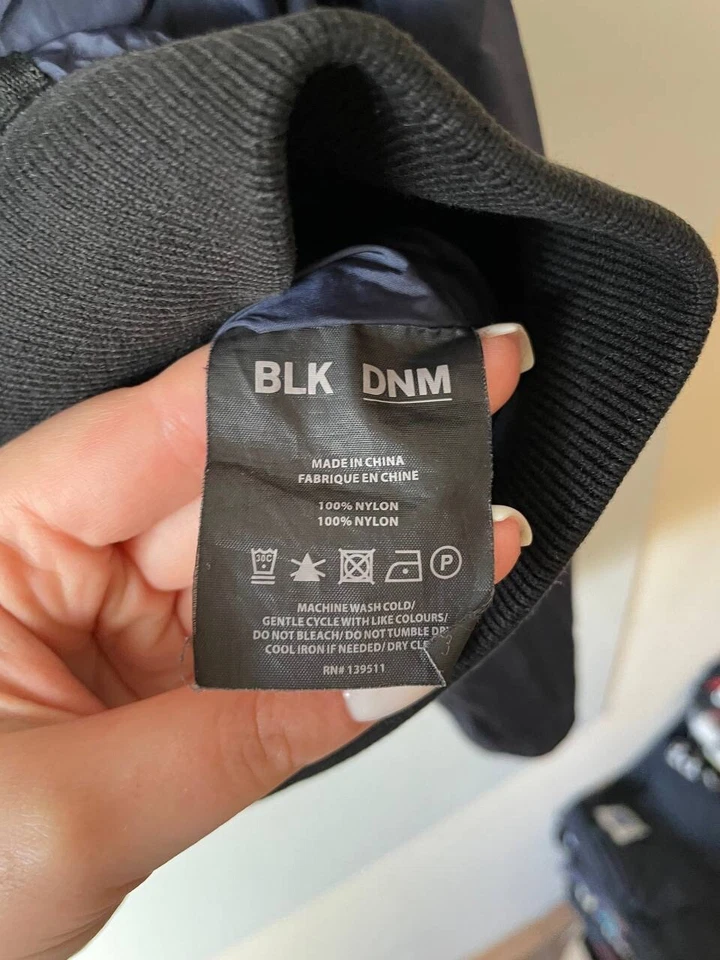 BLK DNM
MADE IN CHINA
FABRIQUE EN CHINE
100% NYLON
100% NYLON
30C P
MACHINE WASH COLD/
GENTLE CYCLE WITH LIKE COLOURS/
DO NOT BLEACH/ DO NOT TUMBLE
COOL IRON IF NEEDED/ DRY
RN# 139511